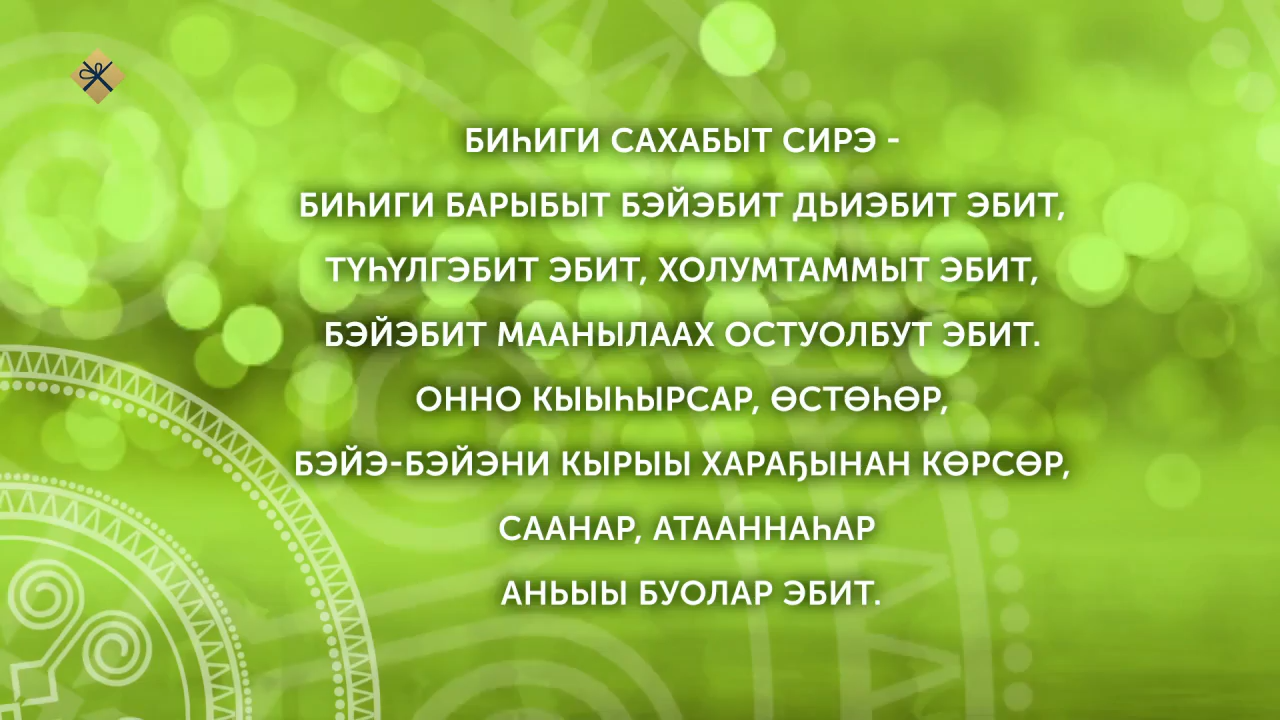 БИҺИГИ САХАБЫТ СИРЭ -
БИҺИГИ БАРЫБЫТ БЭЙЭБИТ ДЬИЭБИТ ЭБИТ,
ТҮҺҮЛГЭБИТ ЭБИТ, ХОЛУМТАММЫТ ЭБИТ,
БЭЙЭБИТ МААНЫЛААХ ОСТУОЛБУТ ЭБИТ.
ОННО КЫЫҺЫРСАР, ӨСТӨҺӨР,
БЭЙЭ-БЭЙЭНИ КЫРЫЫ ХАРАҔЫНАН КӨРСӨР,
СААНАР, АТААННАҺАР
АНЬЫЫ БУОЛАР ЭБИТ.